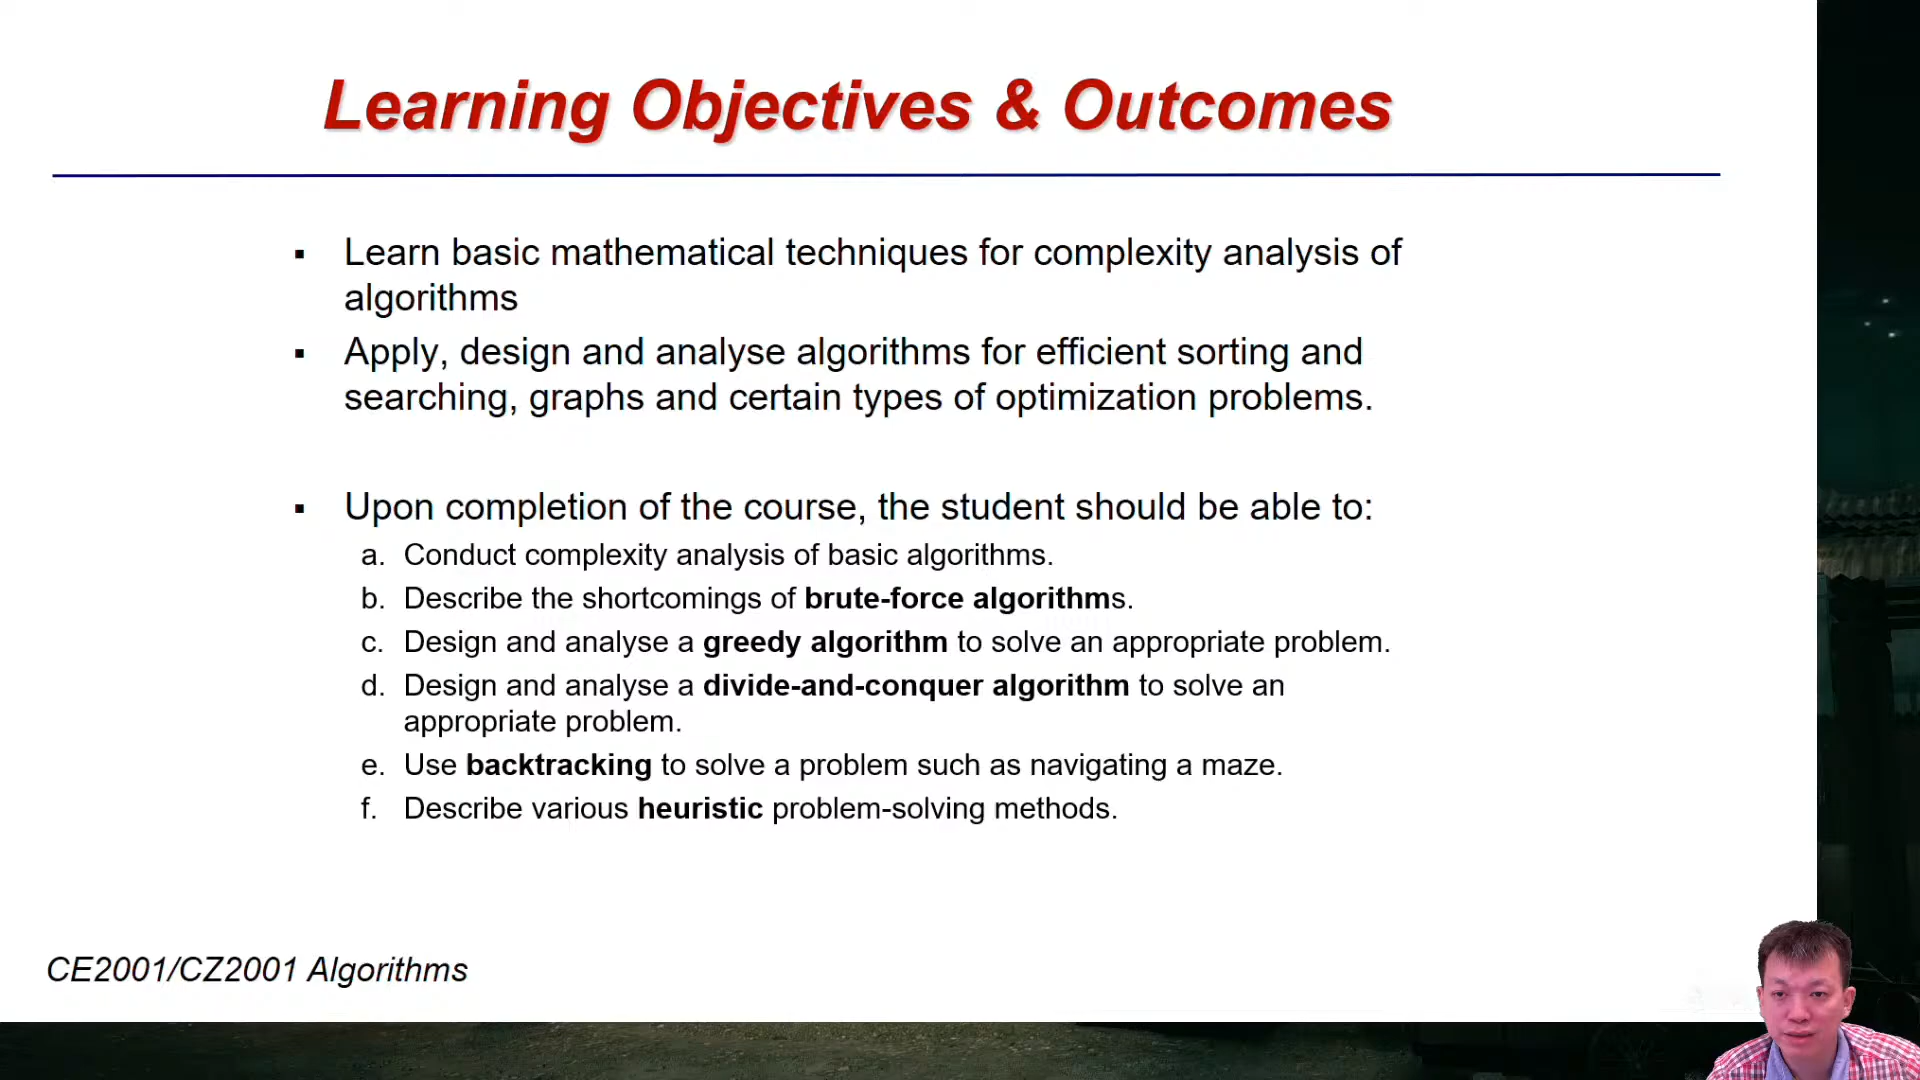 Learning Objectives & Outcomes
▪ Learn basic mathematical techniques for complexity analysis of
algorithms
▪ Apply, design and analyse algorithms for efficient sorting and
searching, graphs and certain types of optimization problems.
▪ Upon completion of the course, the student should be able to:
a. Conduct complexity analysis of basic algorithms.
b. Describe the shortcomings of brute-force algorithms.
c. Design and analyse a greedy algorithm to solve an appropriate problem.
d. Design and analyse a divide-and-conquer algorithm to solve an
appropriate problem.
e. Use backtracking to solve a problem such as navigating a maze.
f. Describe various heuristic problem-solving methods.
CE2001/CZ2001 Algorithms